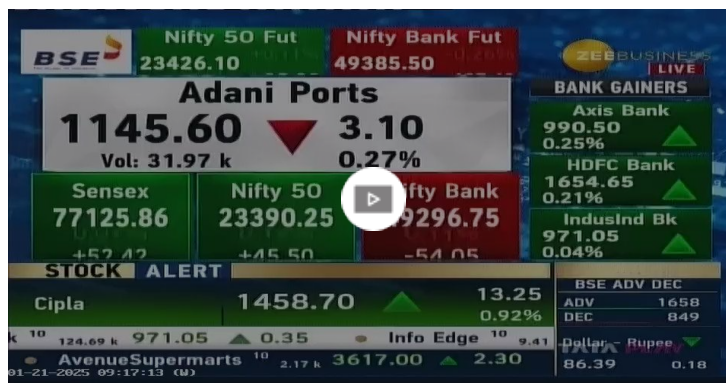 BSE
Nifty 50 Fut
23426.10
Nifty Bank Fut
49385.50
ZEEBUSINESS
LIVE
Adani Ports
1145.60 3.10
Vol: 31.97 k 0.27%
BANK GAINERS
Axis Bank
990.50
0.25%
HDFC Bank
1654.65
0.21%
IndusInd Bk
971.05
0.04%
Sensex
77125.86
+52.42
Nifty 50
23390.25
+45.50
ifty Bank
9296.75
-54.05
STOCK ALERT
Cipla 1458.70 13.25
0.92%
BSE ADV DEC
ADV 1658
DEC 849
k 10 124.69 k 971.05 0.35 Info Edge 10 9.41
Dollar - Rupee
TATA PLAY
86.39 0.18
AvenueSupermarts 10 2.17 k 3617.00 2.30
01-21-2025 09:17:13 (W)